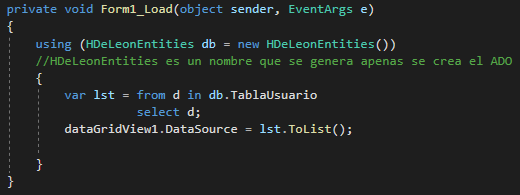 private void Form1_Load(object sender, EventArgs e)
{
using (HDeLeonEntities db = new HDeLeonEntities())
//HDeLeonEntities es un nombre que se genera apenas se crea el ADO
{
var lst = from d in db.TablaUsuario
select d;
dataGridView1.DataSource = lst.ToList();
}
}